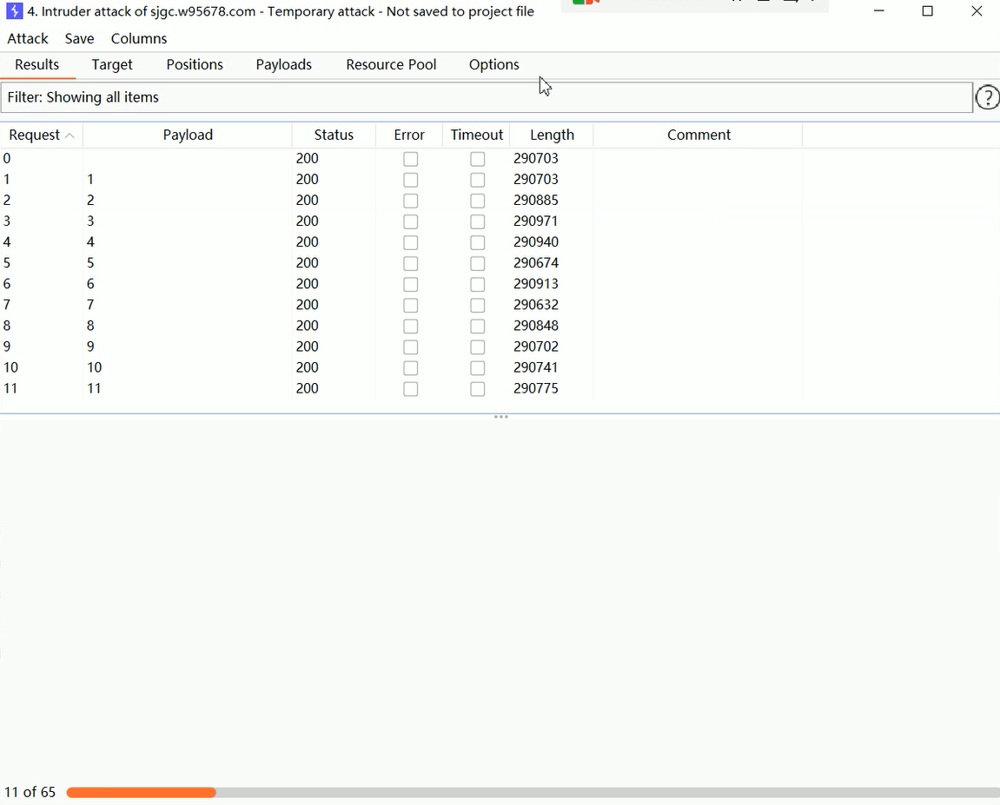 4. Intruder attack of sjgc.w95678.com - Temporary attack - Not saved to project file
Attack Save Columns
Results Target Positions Payloads Resource Pool Options
Filter: Showing all items
?
Request Payload Status Error Timeout Length Comment
0 200 290703
1 1 200 290703
2 2 200 290885
3 3 200 290971
4 4 200 290940
5 5 200 290674
6 6 200 290913
7 7 200 290632
8 8 200 290848
9 9 200 290702
10 10 200 290741
11 11 200 290775
11 of 65